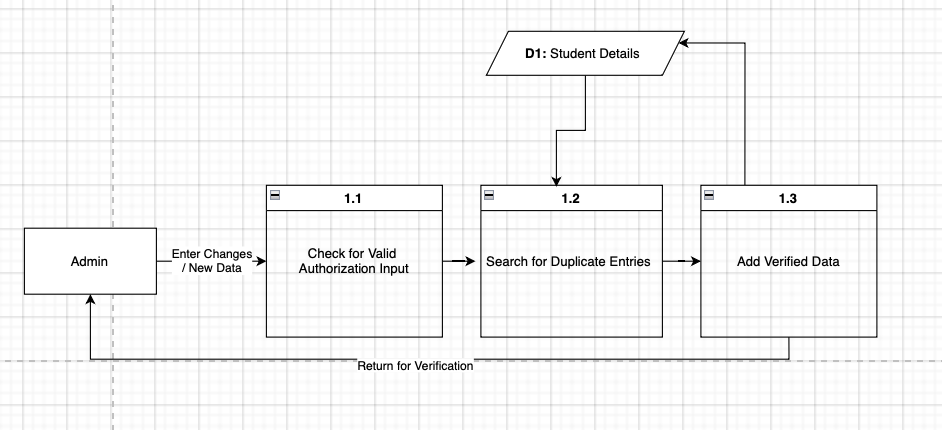 D1: Student Details
1.1
1.2
1.3
Admin
Enter Changes
/ New Data
Check for Valid
Authorization Input
Search for Duplicate Entries
Add Verified Data
Return for Verification